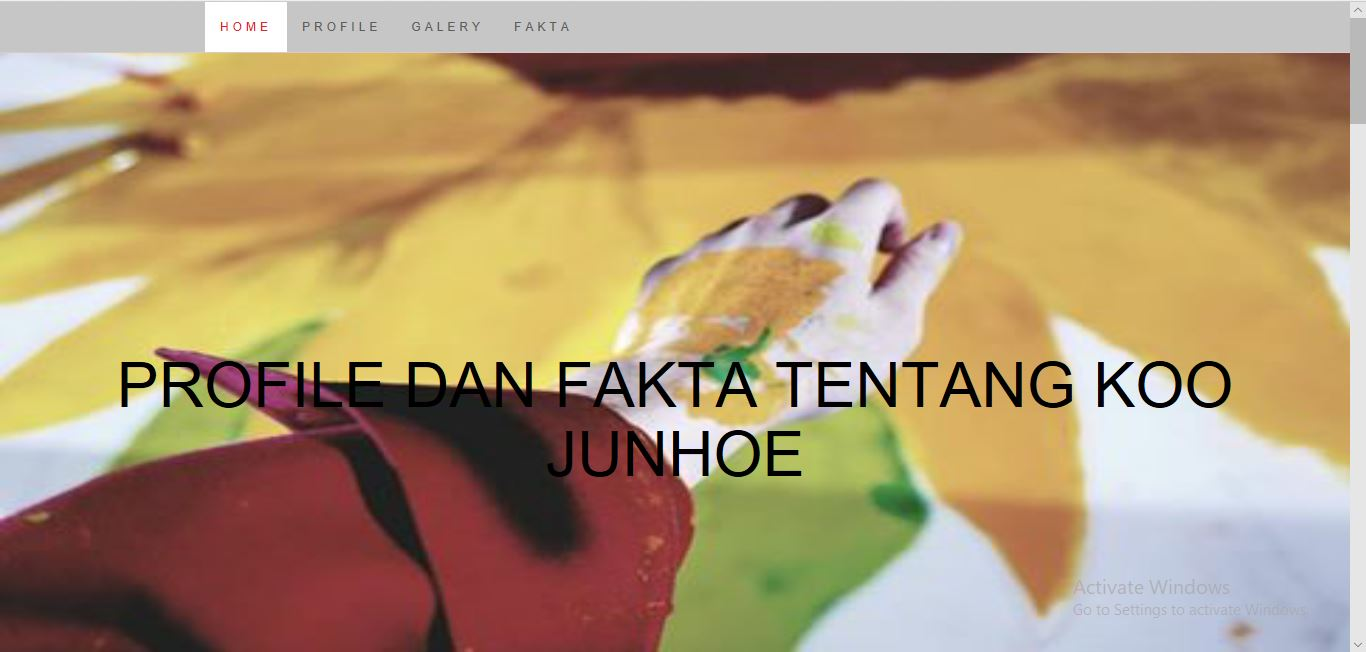 HOME PROFILE GALERY FAKTA
PROFILE DAN FAKTA TENTANG KOO
JUNHOE
Activate Windows
Go to Settings to activate Windows.